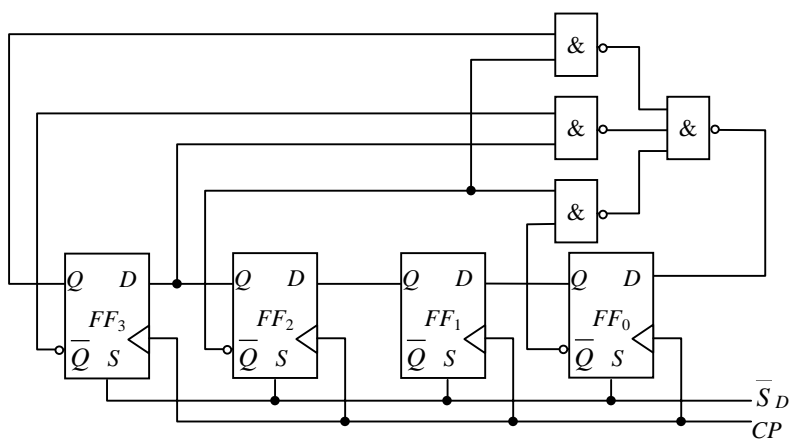 &
&
&
&
Q D Q D Q D Q D
FF₃ FF₂ FF₁ FF₀
Q̅ S Q̅ S Q̅ S Q̅ S
S̅ D
CP